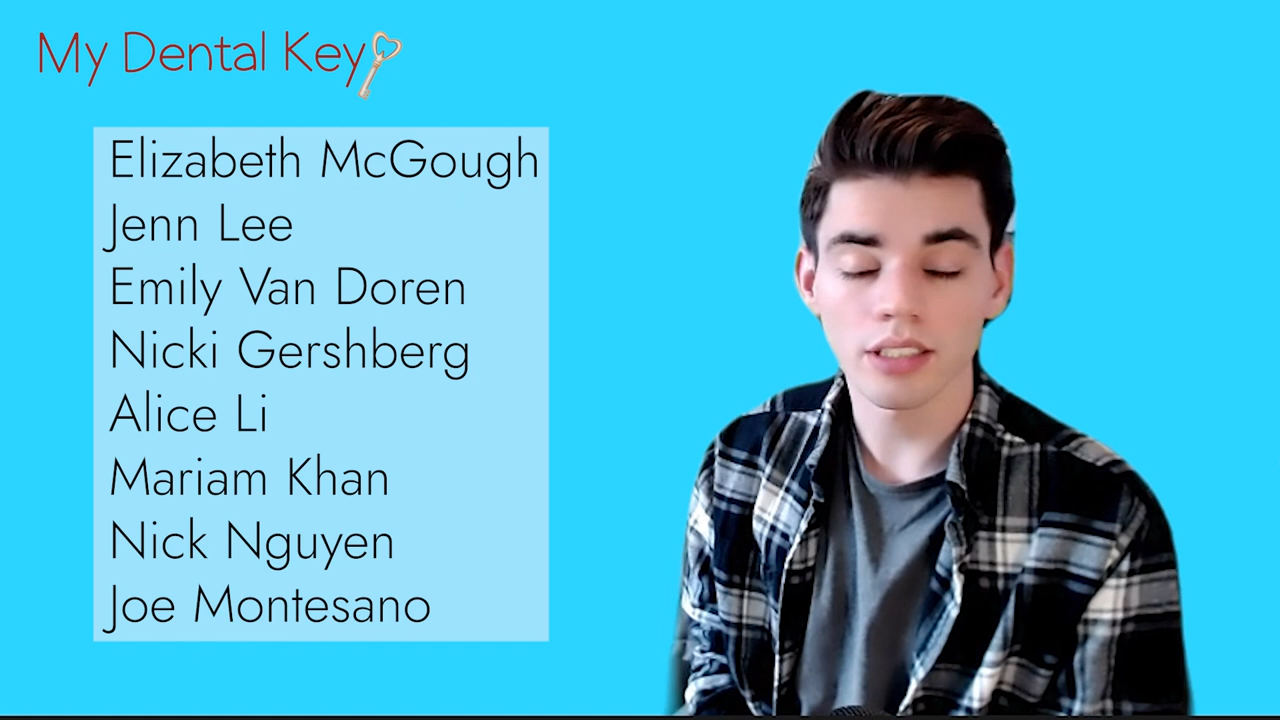 My Dental Key
Elizabeth McGough
Jenn Lee
Emily Van Doren
Nicki Gershberg
Alice Li
Mariam Khan
Nick Nguyen
Joe Montesano